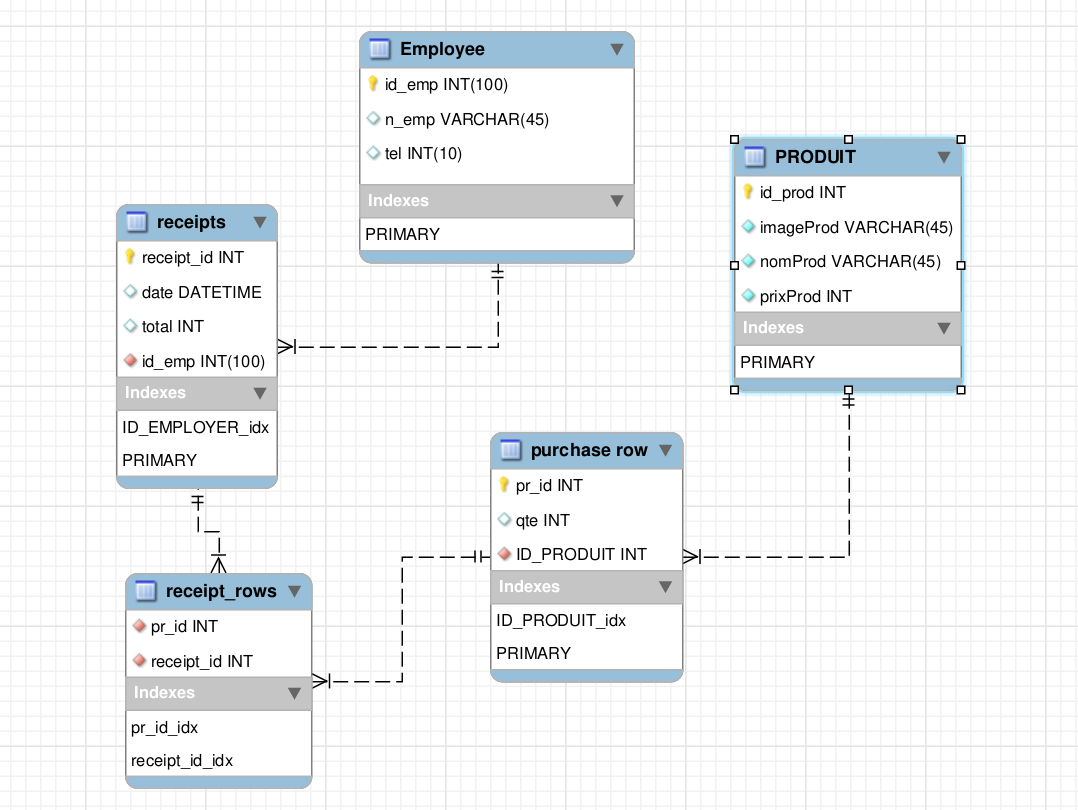 Employee
id_emp INT(100)
n_emp VARCHAR(45)
tel INT(10)
Indexes
PRIMARY
PRODUIT
id_prod INT
imageProd VARCHAR(45)
nomProd VARCHAR(45)
prixProd INT
Indexes
PRIMARY
receipts
receipt_id INT
date DATETIME
total INT
id_emp INT(100)
Indexes
ID_EMPLOYER_idx
PRIMARY
purchase row
pr_id INT
qte INT
ID_PRODUIT INT
Indexes
ID_PRODUIT_idx
PRIMARY
receipt_rows
pr_id INT
receipt_id INT
Indexes
pr_id_idx
receipt_id_idx